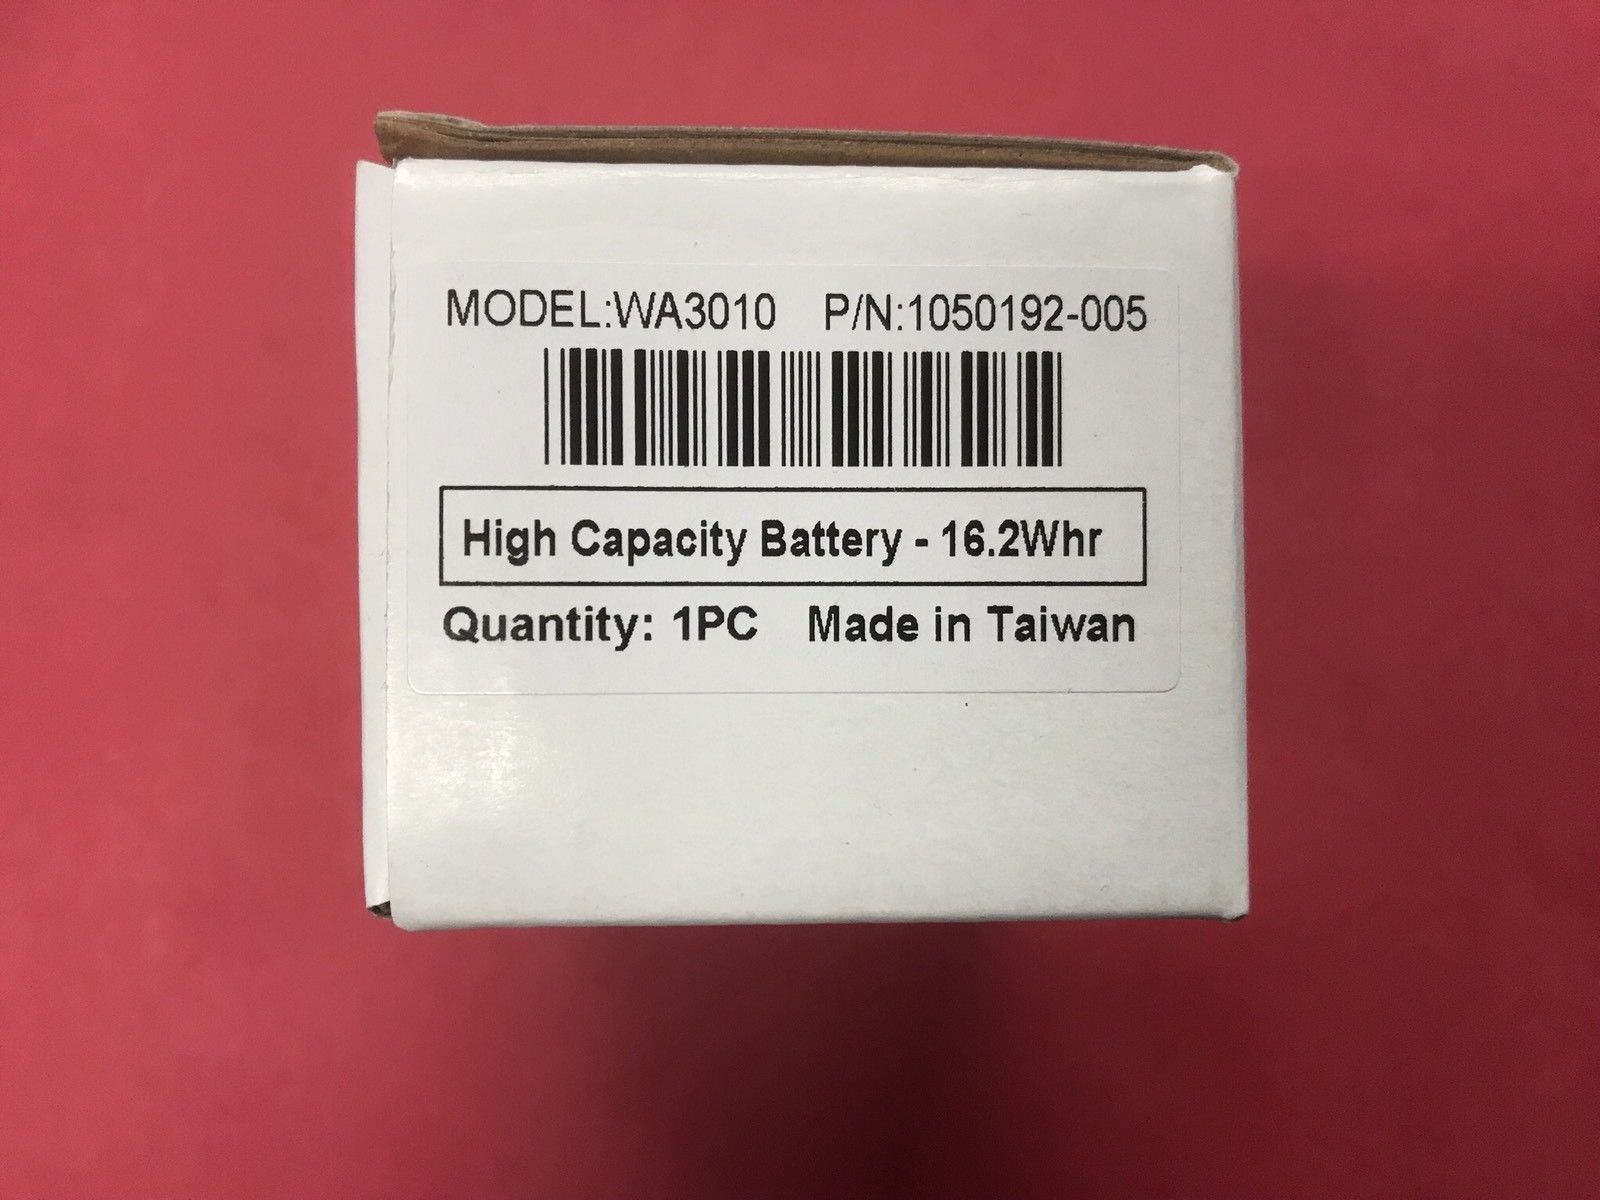 MODEL:WA3010 P/N:1050192-005
High Capacity Battery - 16.2Whr
Quantity: 1PC Made in Taiwan